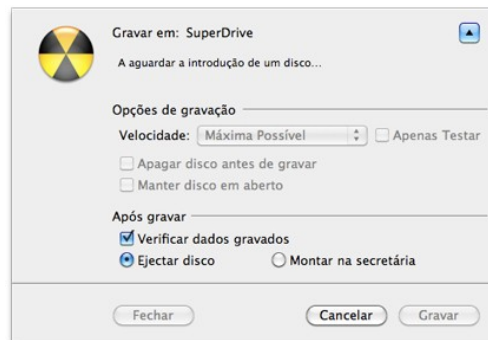 Gravar em: SuperDrive
A aguardar a introdução de um disco...
Opções de gravação
Velocidade: Máxima Possível Apenas Testar
Apagar disco antes de gravar
Manter disco em aberto
Após gravar
Verificar dados gravados
Ejectar disco Montar na secretária
Fechar Cancelar Gravar